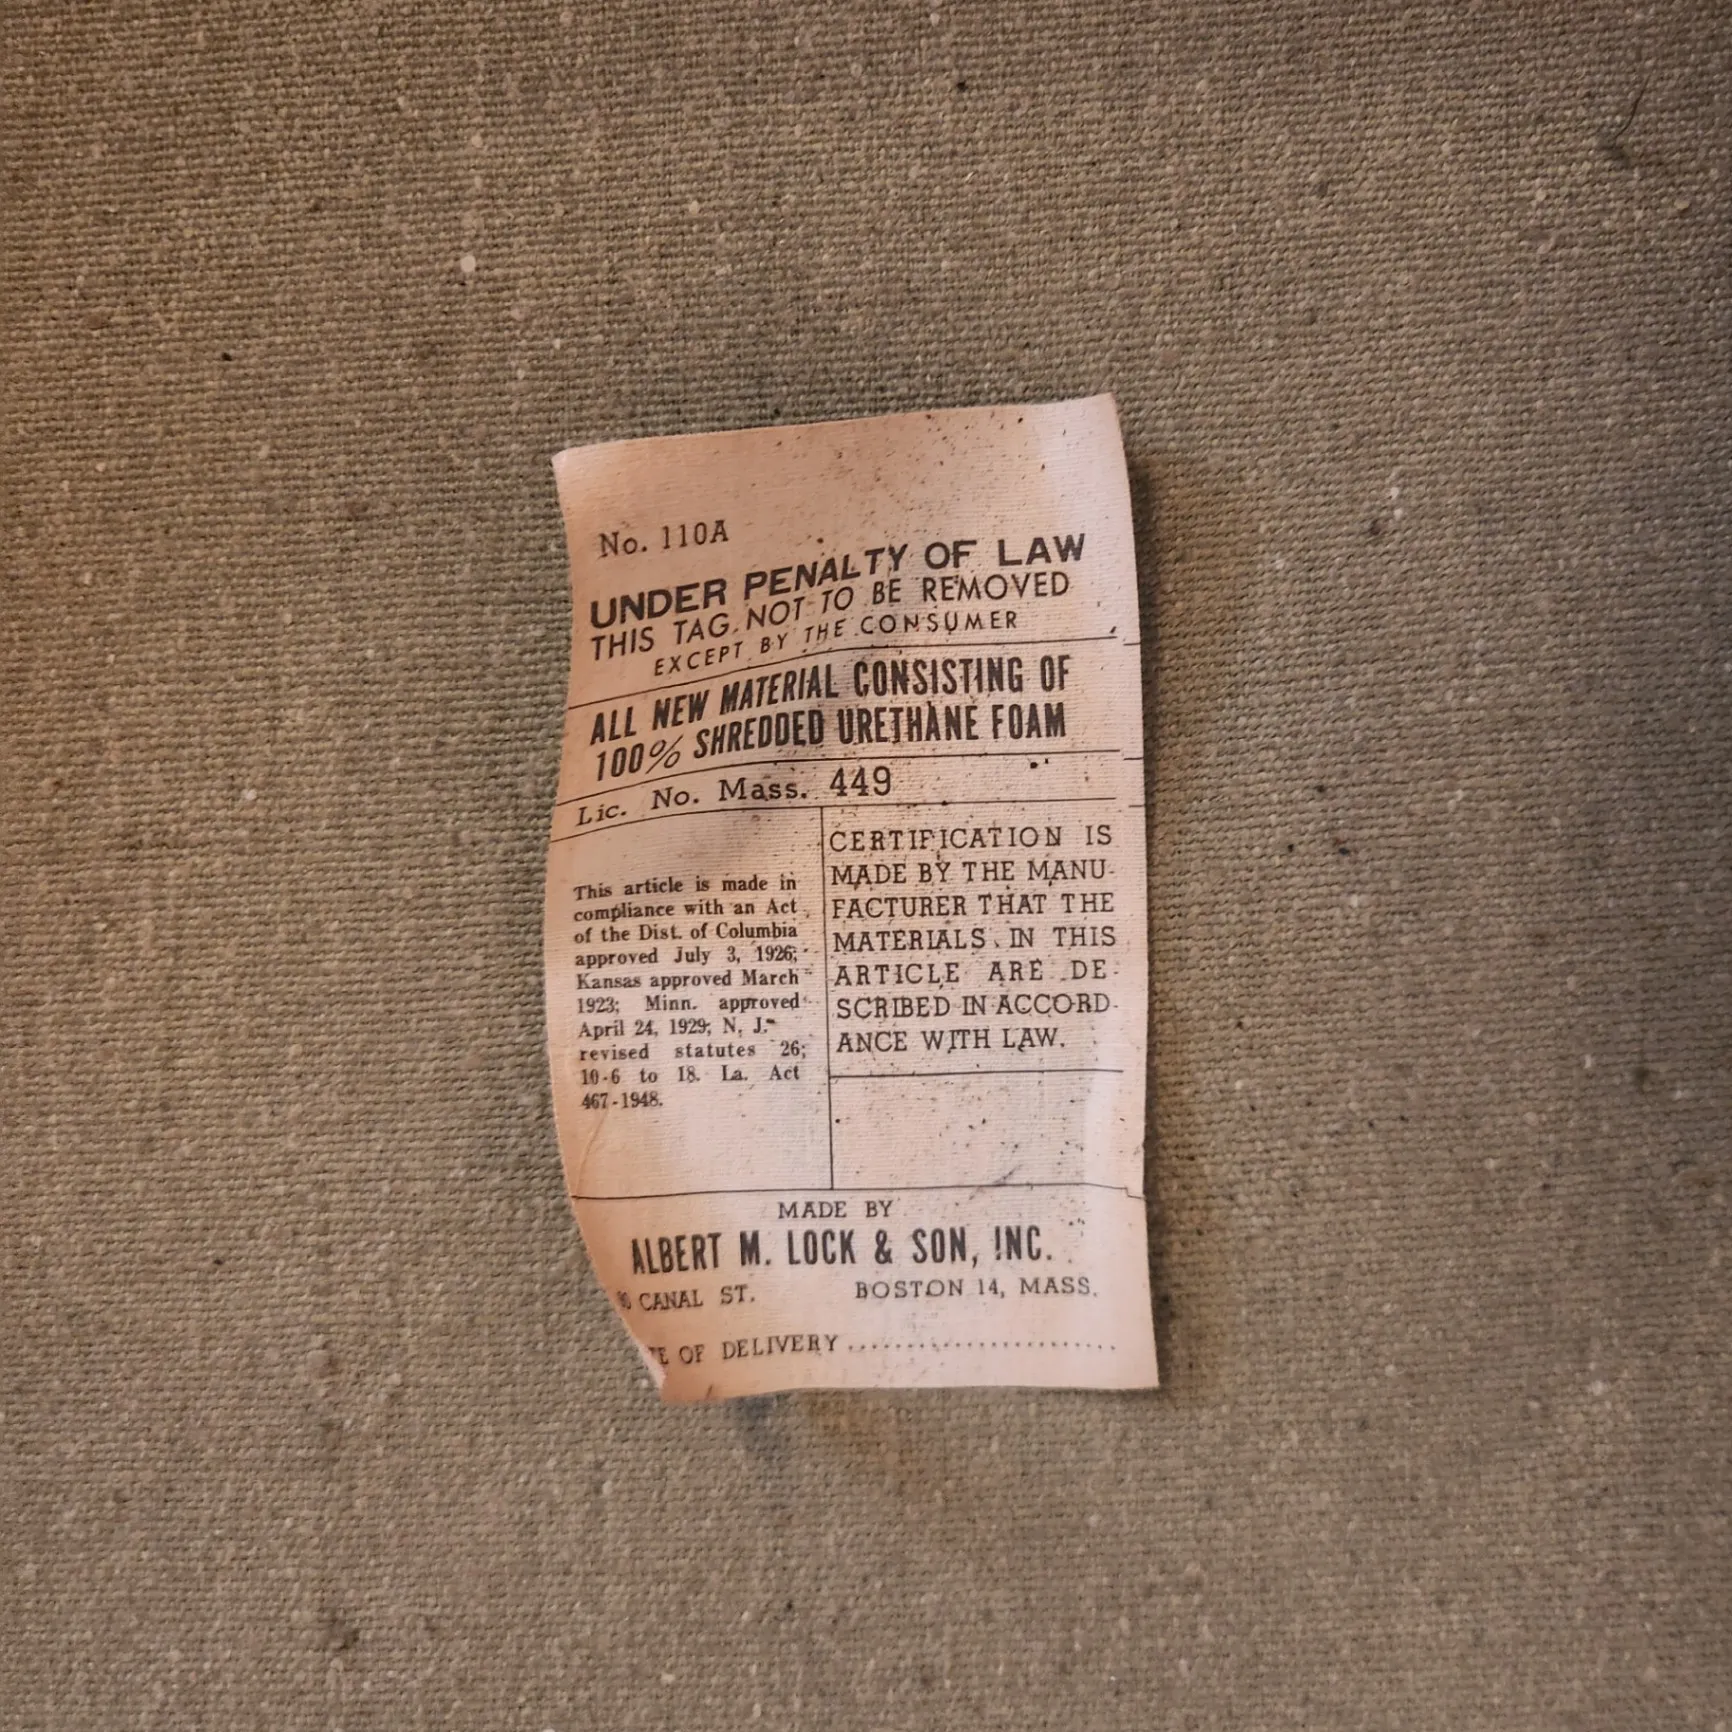 No. 110A
UNDER PENALTY OF LAW
THIS TAG NOT TO BE REMOVED
EXCEPT BY THE CONSUMER
ALL NEW MATERIAL CONSISTING OF
100% SHREDDED URETHANE FOAM
Lic. No. Mass. 449
This article is made in
compliance with an Act
of the Dist. of Columbia
approved July 3, 1926;
Kansas approved March
1923; Minn. approved
April 24, 1929; N. J.
revised statutes 26;
10-6 to 18. La. Act
467-1948.
CERTIFICATION IS
MADE BY THE MANU-
FACTURER THAT THE
MATERIALS IN THIS
ARTICLE ARE DE-
SCRIBED IN ACCORD-
ANCE WITH LAW.
MADE BY
ALBERT M. LOCK & SON, INC.
CANAL ST. BOSTON 14, MASS.
OF DELIVERY ........................